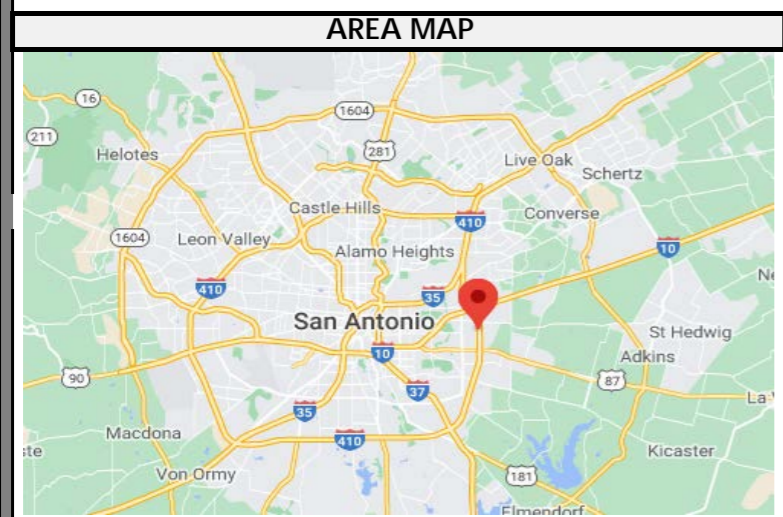 AREA MAP
16
1604
211
281
Helotes
Live Oak
Schertz
Castle Hills
Converse
410
1604
Leon Valley
Alamo Heights
10
410
35
San Antonio
St Hedwig
10
Adkins
90
87
37
35
410
Macdona
Kicaster
Von Ormy
181
Elmendorf